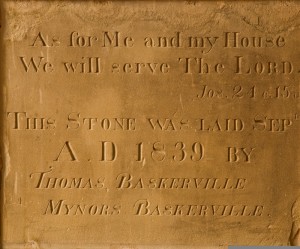 As for Me and my House
We will serve The LORD.
Jos. 24 c. 15 v.
THIS STONE WAS LAID SEPT
A.D 1839 BY
THOMAS BASKERVILLE
MYNORS BASKERVILLE.